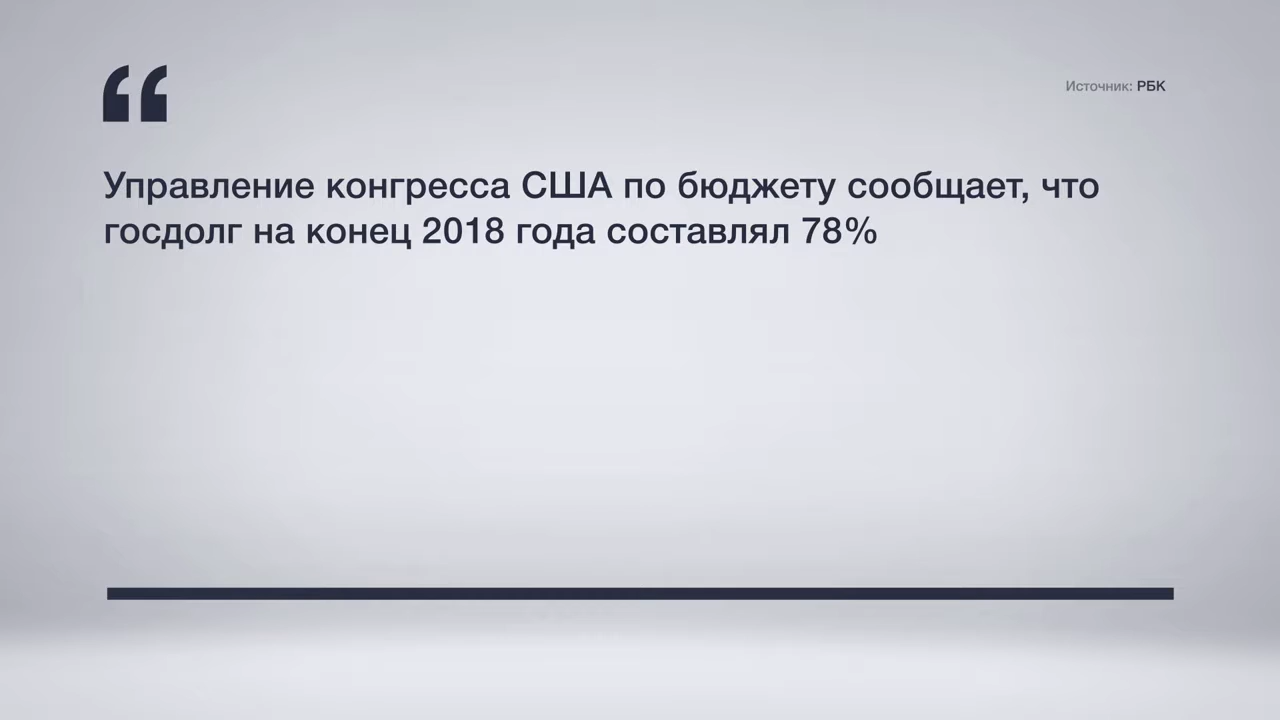 Источник: РБК
Управление конгресса США по бюджету сообщает, что
госдолг на конец 2018 года составлял 78%